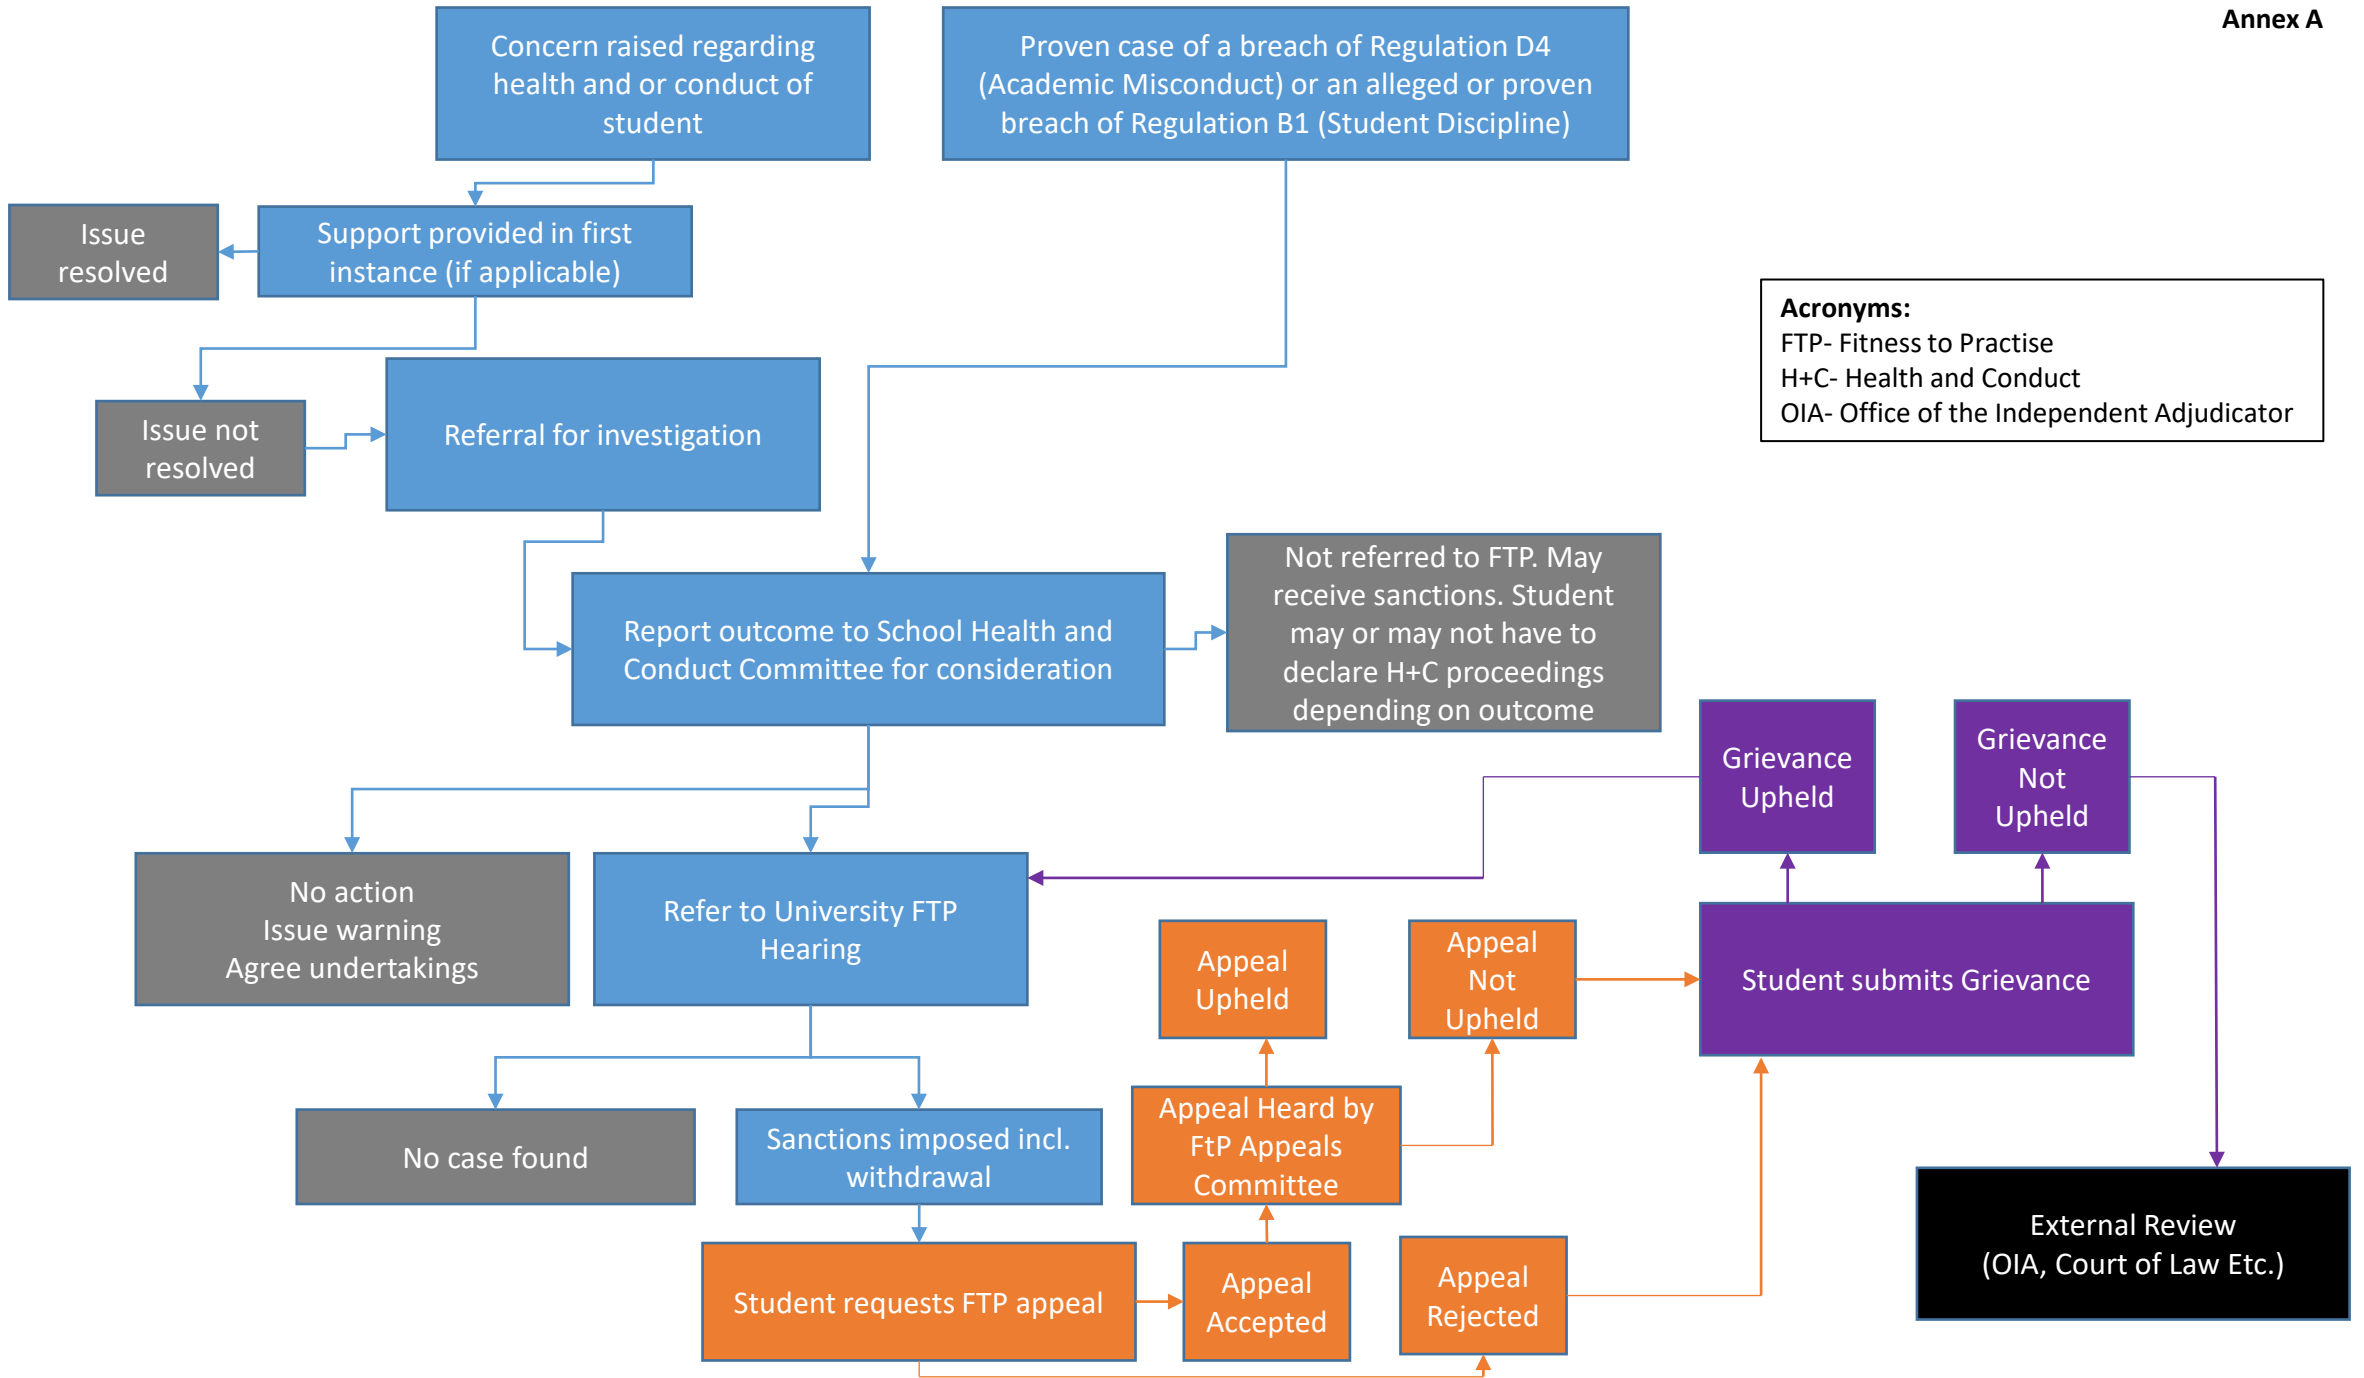 Annex A
Concern raised regarding
health and or conduct of
student
Proven case of a breach of Regulation D4
(Academic Misconduct) or an alleged or proven
breach of Regulation B1 (Student Discipline)
Issue
resolved
Support provided in first
instance (if applicable)
Acronyms:
FTP- Fitness to Practise
H+C- Health and Conduct
OIA- Office of the Independent Adjudicator
Issue not
resolved
Referral for investigation
Report outcome to School Health and
Conduct Committee for consideration
Not referred to FTP. May
receive sanctions. Student
may or may not have to
declare H+C proceedings
depending on outcome
Grievance
Upheld
Grievance
Not
Upheld
No action
Issue warning
Agree undertakings
Refer to University FTP
Hearing
Appeal
Upheld
Appeal
Not
Upheld
Student submits Grievance
No case found
Sanctions imposed incl.
withdrawal
Appeal Heard by
FtP Appeals
Committee
External Review
(OIA, Court of Law Etc.)
Student requests FTP appeal
Appeal
Accepted
Appeal
Rejected